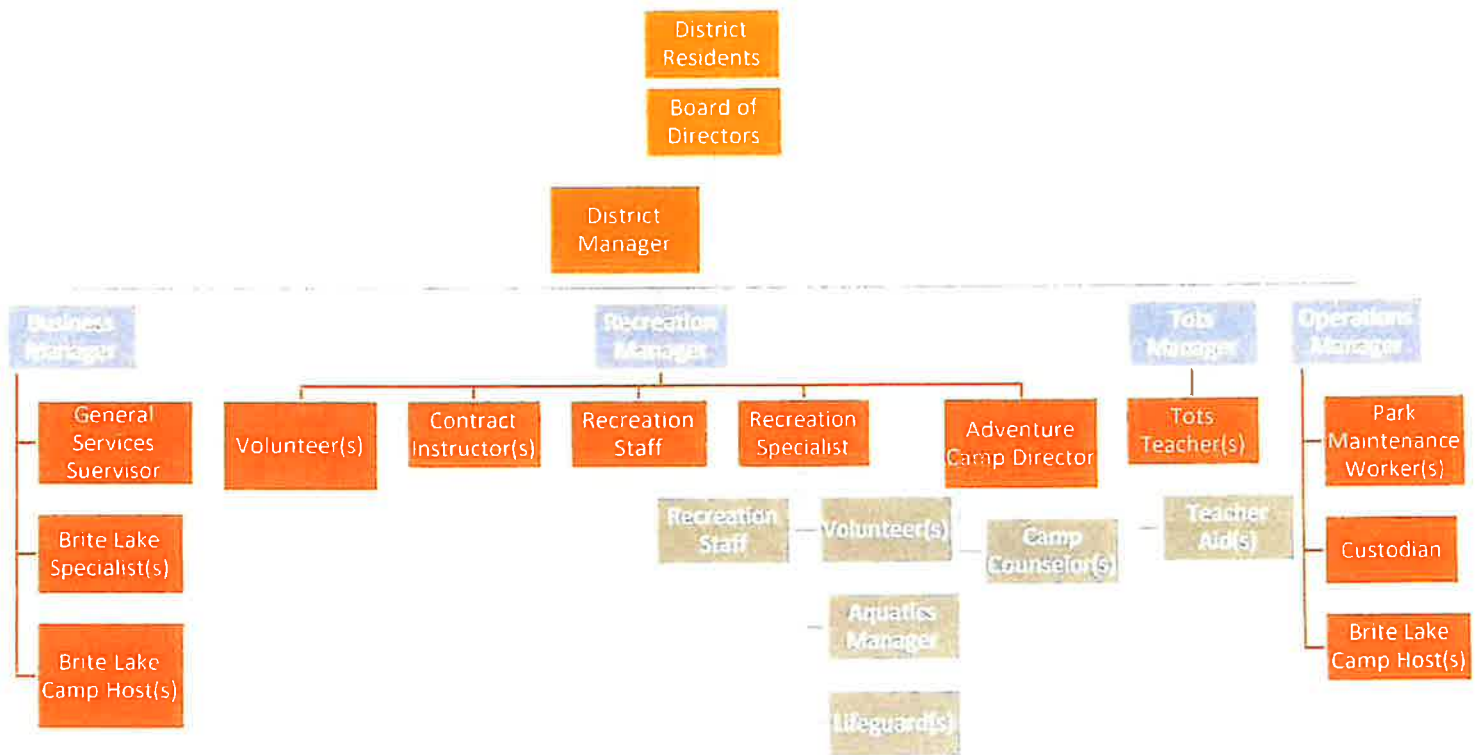 District
Residents
Board of
Directors
District
Manager
Business
Manager
Recreation
Manager
Tots
Manager
Operations
Manager
General
Services
Suervisor
Volunteer(s)
Contract
Instructor(s)
Recreation
Staff
Recreation
Specialist
Adventure
Camp Director
Tots
Teacher(s)
Park
Maintenance
Worker(s)
Recreation
Staff
Volunteer(s)
Camp
Counselor(s)
Teacher
Aid(s)
Brite Lake
Specialist(s)
Custodian
Aquatics
Manager
Brite Lake
Camp Host(s)
Brite Lake
Camp Host(s)
Lifeguard(s)